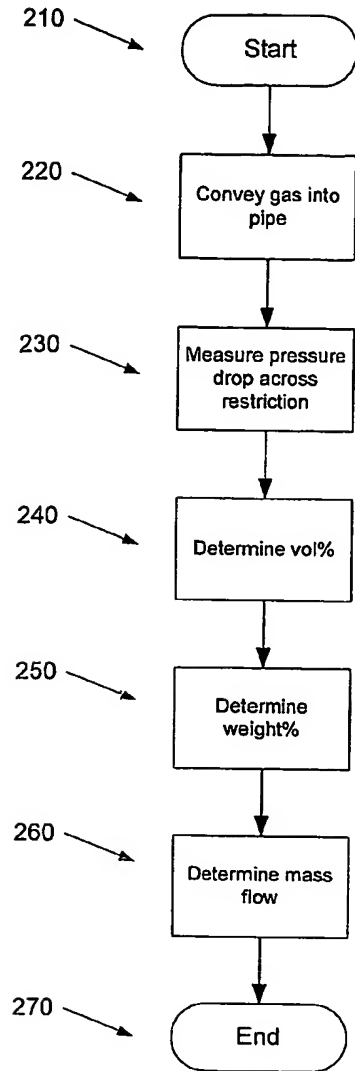 210
Start
220
Convey gas into
pipe
230
Measure pressure
drop across
restriction
240
Determine vol%
250
Determine
weight%
260
Determine mass
flow
270
End